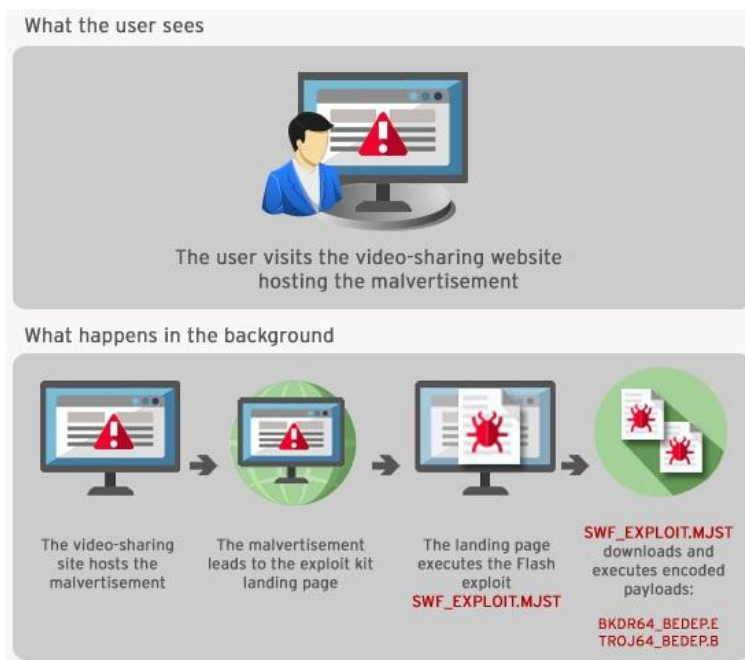 What the user sees
The user visits the video-sharing website
hosting the malvertisement
What happens in the background
The video-sharing
site hosts the
malvertisement
The malvertisement
leads to the exploit kit
landing page
The landing page
executes the Flash
exploit
SWF_EXPLOIT.MJST
SWF_EXPLOIT.MJST
downloads and
executes encoded
payloads:
BKDR64_BEDEP.E
TROJ64_BEDEP.B